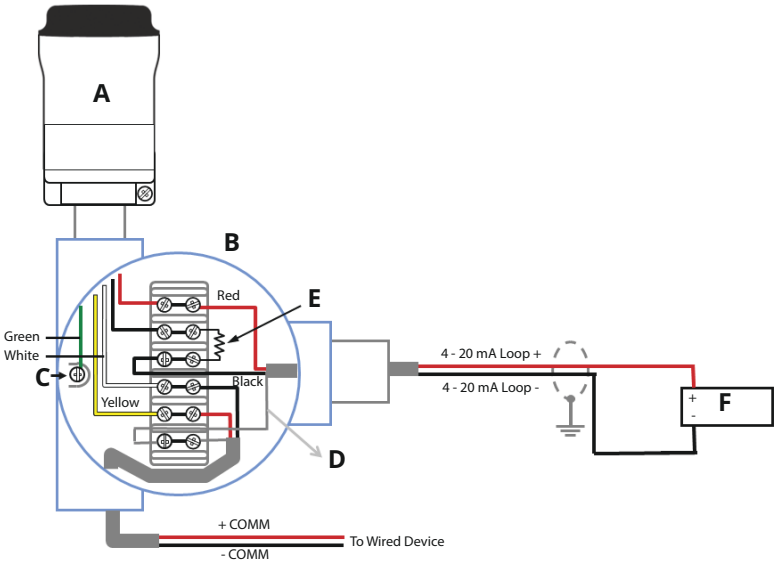 A
B
Red
E
Green
White
C
Black
Yellow
D
4 - 20 mA Loop +
4 - 20 mA Loop -
+
F
-
+ COMM
To Wired Device
- COMM